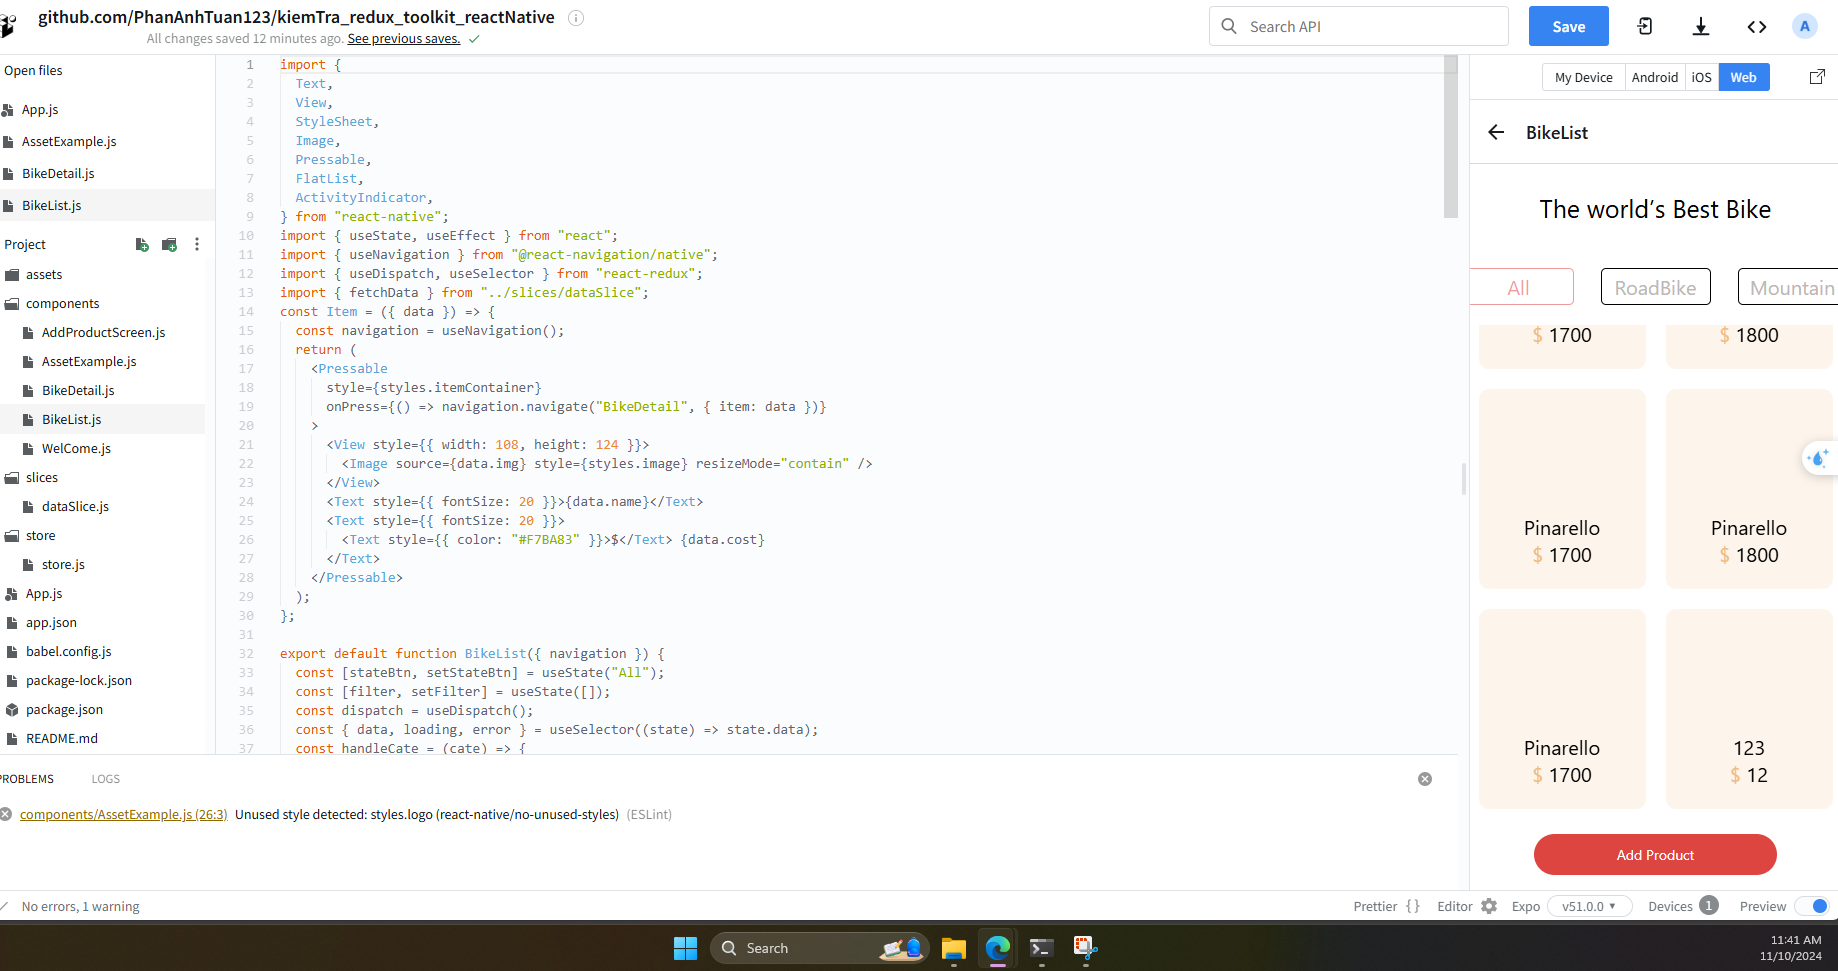 github.com/PhanAnhTuan123/kiemTra_redux_toolkit_reactNative
All changes saved 12 minutes ago. See previous saves.
Search API
Save
A
Open files
App.js
AssetExample.js
BikeDetail.js
BikeList.js
Project
assets
components
AddProductScreen.js
AssetExample.js
BikeDetail.js
BikeList.js
WelCome.js
slices
dataSlice.js
store
store.js
App.js
app.json
babel.config.js
package-lock.json
package.json
README.md
1 import {
2 Text,
3 View,
4 StyleSheet,
5 Image,
6 Pressable,
7 FlatList,
8 ActivityIndicator,
9 } from "react-native";
10 import { useState, useEffect } from "react";
11 import { useNavigation } from "@react-navigation/native";
12 import { useDispatch, useSelector } from "react-redux";
13 import { fetchData } from "../slices/dataSlice";
14 const Item = ({ data }) => {
15 const navigation = useNavigation();
16 return (
17 <Pressable
18 style={styles.itemContainer}
19 onPress={() => navigation.navigate("BikeDetail", { item: data })}
20 >
21 <View style={{ width: 108, height: 124 }}>
22 <Image source={data.img} style={styles.image} resizeMode="contain" />
23 </View>
24 <Text style={{ fontSize: 20 }}>{data.name}</Text>
25 <Text style={{ fontSize: 20 }}>
26 <Text style={{ color: "#F7BA83" }}>$</Text> {data.cost}
27 </Text>
28 </Pressable>
29 );
30 };
31
32 export default function BikeList({ navigation }) {
33 const [stateBtn, setStateBtn] = useState("All");
34 const [filter, setFilter] = useState([]);
35 const dispatch = useDispatch();
36 const { data, loading, error } = useSelector((state) => state.data);
37 const handleCate = (cate) => {
My Device
Android
iOS
Web
BikeList
The world's Best Bike
All
RoadBike
Mountain
$ 1700
$ 1800
Pinarello
$ 1700
Pinarello
$ 1800
Pinarello
$ 1700
123
$ 12
Add Product
PROBLEMS
LOGS
components/AssetExample.js (26:3) Unused style detected: styles.logo (react-native/no-unused-styles) (ESLint)
No errors, 1 warning
Prettier { }
Editor
Expo
v51.0.0
Devices 1
Preview
Search
11:41 AM
11/10/2024